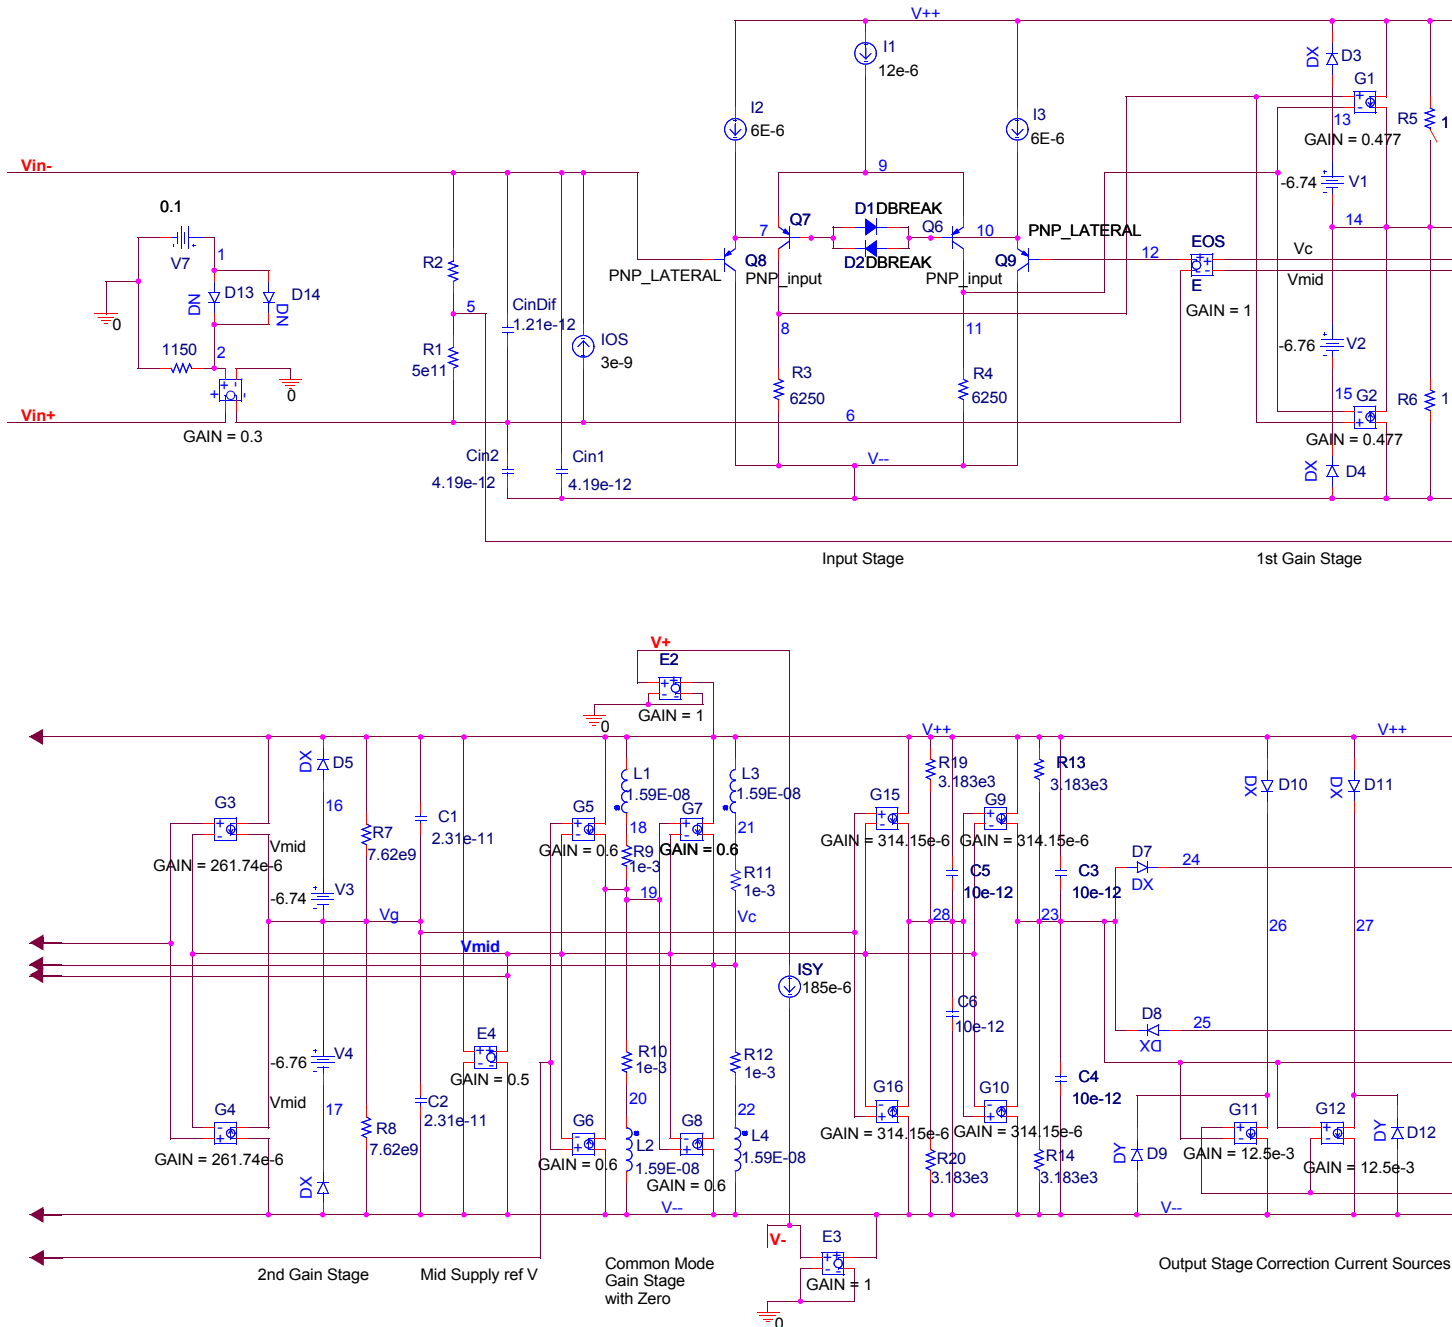 V++
I1
12e-6
I2
6E-6
I3
6E-6
DX
D3
G1
13
R5
1
GAIN = 0.477
Vin-
9
-6.74
V1
0.1
V7
1
D13
D14
DN
DN
0
1150
2
0
Vin+
GAIN = 0.3
R2
5
R1
5e11
CinDif
1.21e-12
IOS
3e-9
Cin2
4.19e-12
Cin1
4.19e-12
7
Q7
D1
DBREAK
Q6
10
PNP_LATERAL
D2
DBREAK
Q8
Q9
PNP_LATERAL
PNP_input
PNP_input
12
EOS
E
GAIN = 1
14
Vc
Vmid
8
11
R3
6250
R4
6250
6
V--
-6.76
V2
15
G2
R6
1
GAIN = 0.477
DX
D4
Input Stage
1st Gain Stage
V+
E2
0
GAIN = 1
V++
V++
DX
D5
16
G3
GAIN = 261.74e-6
Vmid
-6.74
V3
R7
7.62e9
C1
2.31e-11
Vg
Vmid
L1
1.59E-08
G5
GAIN = 0.6
18
R9
1e-3
19
G7
GAIN = 0.6
L3
1.59E-08
21
R11
1e-3
Vc
G15
GAIN = 314.15e-6
R19
3.183e3
G9
GAIN = 314.15e-6
R13
3.183e3
C5
10e-12
C3
10e-12
28
23
D7
DX
24
DX
D10
DX
D11
26
27
ISY
185e-6
C6
10e-12
D8
DX
25
E4
GAIN = 0.5
-6.76
V4
Vmid
17
G4
GAIN = 261.74e-6
DX
C2
2.31e-11
R8
7.62e9
R10
1e-3
20
G6
GAIN = 0.6
L2
1.59E-08
G8
GAIN = 0.6
R12
1e-3
22
L4
1.59E-08
G16
GAIN = 314.15e-6
R20
3.183e3
G10
GAIN = 314.15e-6
C4
10e-12
R14
3.183e3
DY
D9
G11
GAIN = 12.5e-3
G12
GAIN = 12.5e-3
DY
D12
V--
V--
V-
E3
GAIN = 1
0
2nd Gain Stage
Mid Supply ref V
Common Mode
Gain Stage
with Zero
Output Stage
Correction Current Sources